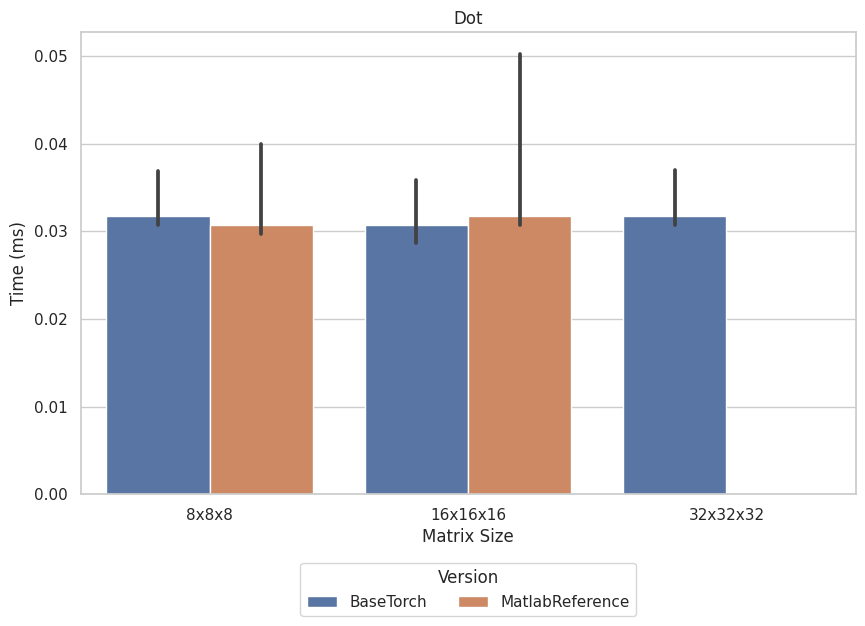 Dot
Time (ms)
0.05
0.04
0.03
0.02
0.01
0.00
8x8x8 16x16x16 32x32x32
Matrix Size
Version
BaseTorch MatlabReference